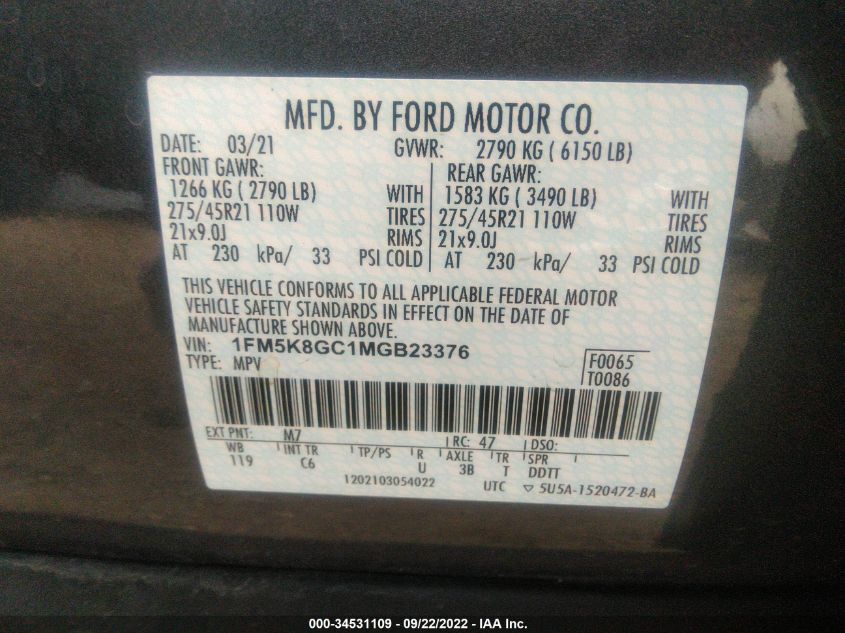 MFD. BY FORD MOTOR CO.
DATE: 03/21 GVWR: 2790 KG ( 6150 LB)
FRONT GAWR: REAR GAWR:
1266 KG ( 2790 LB) WITH 1583 KG ( 3490 LB) WITH
275/45R21 110W TIRES 275/45R21 110W TIRES
21x9.0J RIMS 21x9.0J RIMS
AT 230 kPa/ 33 PSI COLD AT 230 kPa/ 33 PSI COLD
THIS VEHICLE CONFORMS TO ALL APPLICABLE FEDERAL MOTOR
VEHICLE SAFETY STANDARDS IN EFFECT ON THE DATE OF
MANUFACTURE SHOWN ABOVE.
VIN: 1FM5K8GC1MGB23376 F0065
TYPE: MPV T0086
EXT PNT: M7 RC: 47 DSO:
WB INT TR TP/PS R AXLE TR SPR
119 C6 U 3B T DDTT
1202103054022 UTC ▽ 5U5A-1520472-BA
000-34531109 - 09/22/2022 - IAA Inc.